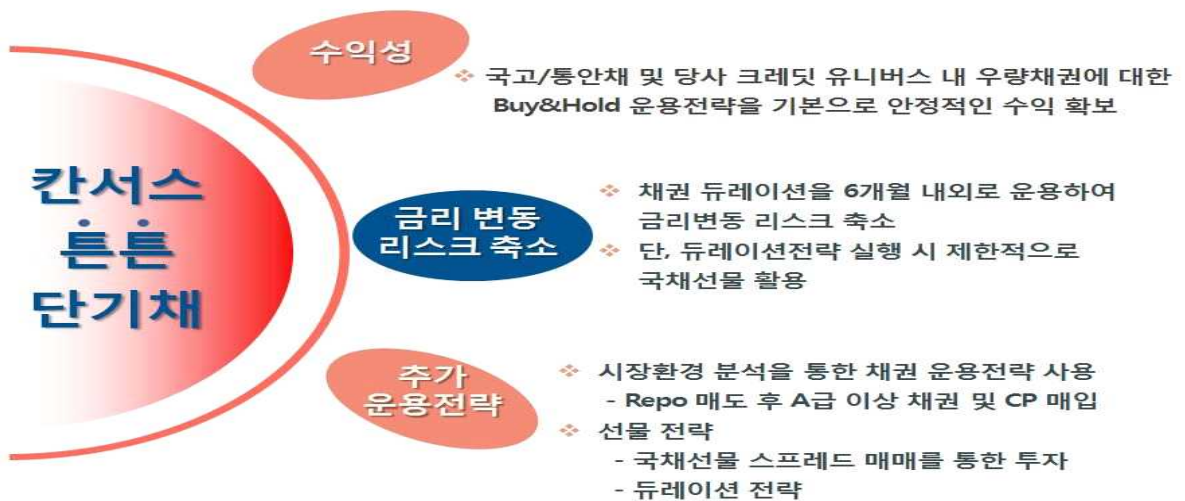 수익성
❖ 국고/통안채 및 당사 크레딧 유니버스 내 우량채권에 대한
Buy&Hold 운용전략을 기본으로 안정적인 수익 확보
칸서스
튼튼
단기채
금리 변동
리스크 축소
❖ 채권 듀레이션을 6개월 내외로 운용하여
금리변동 리스크 축소
❖ 단, 듀레이션전략 실행 시 제한적으로
국채선물 활용
추가
운용전략
❖ 시장환경 분석을 통한 채권 운용전략 사용
- Repo 매도 후 A급 이상 채권 및 CP 매입
❖ 선물 전략
- 국채선물 스프레드 매매를 통한 투자
- 듀레이션 전략